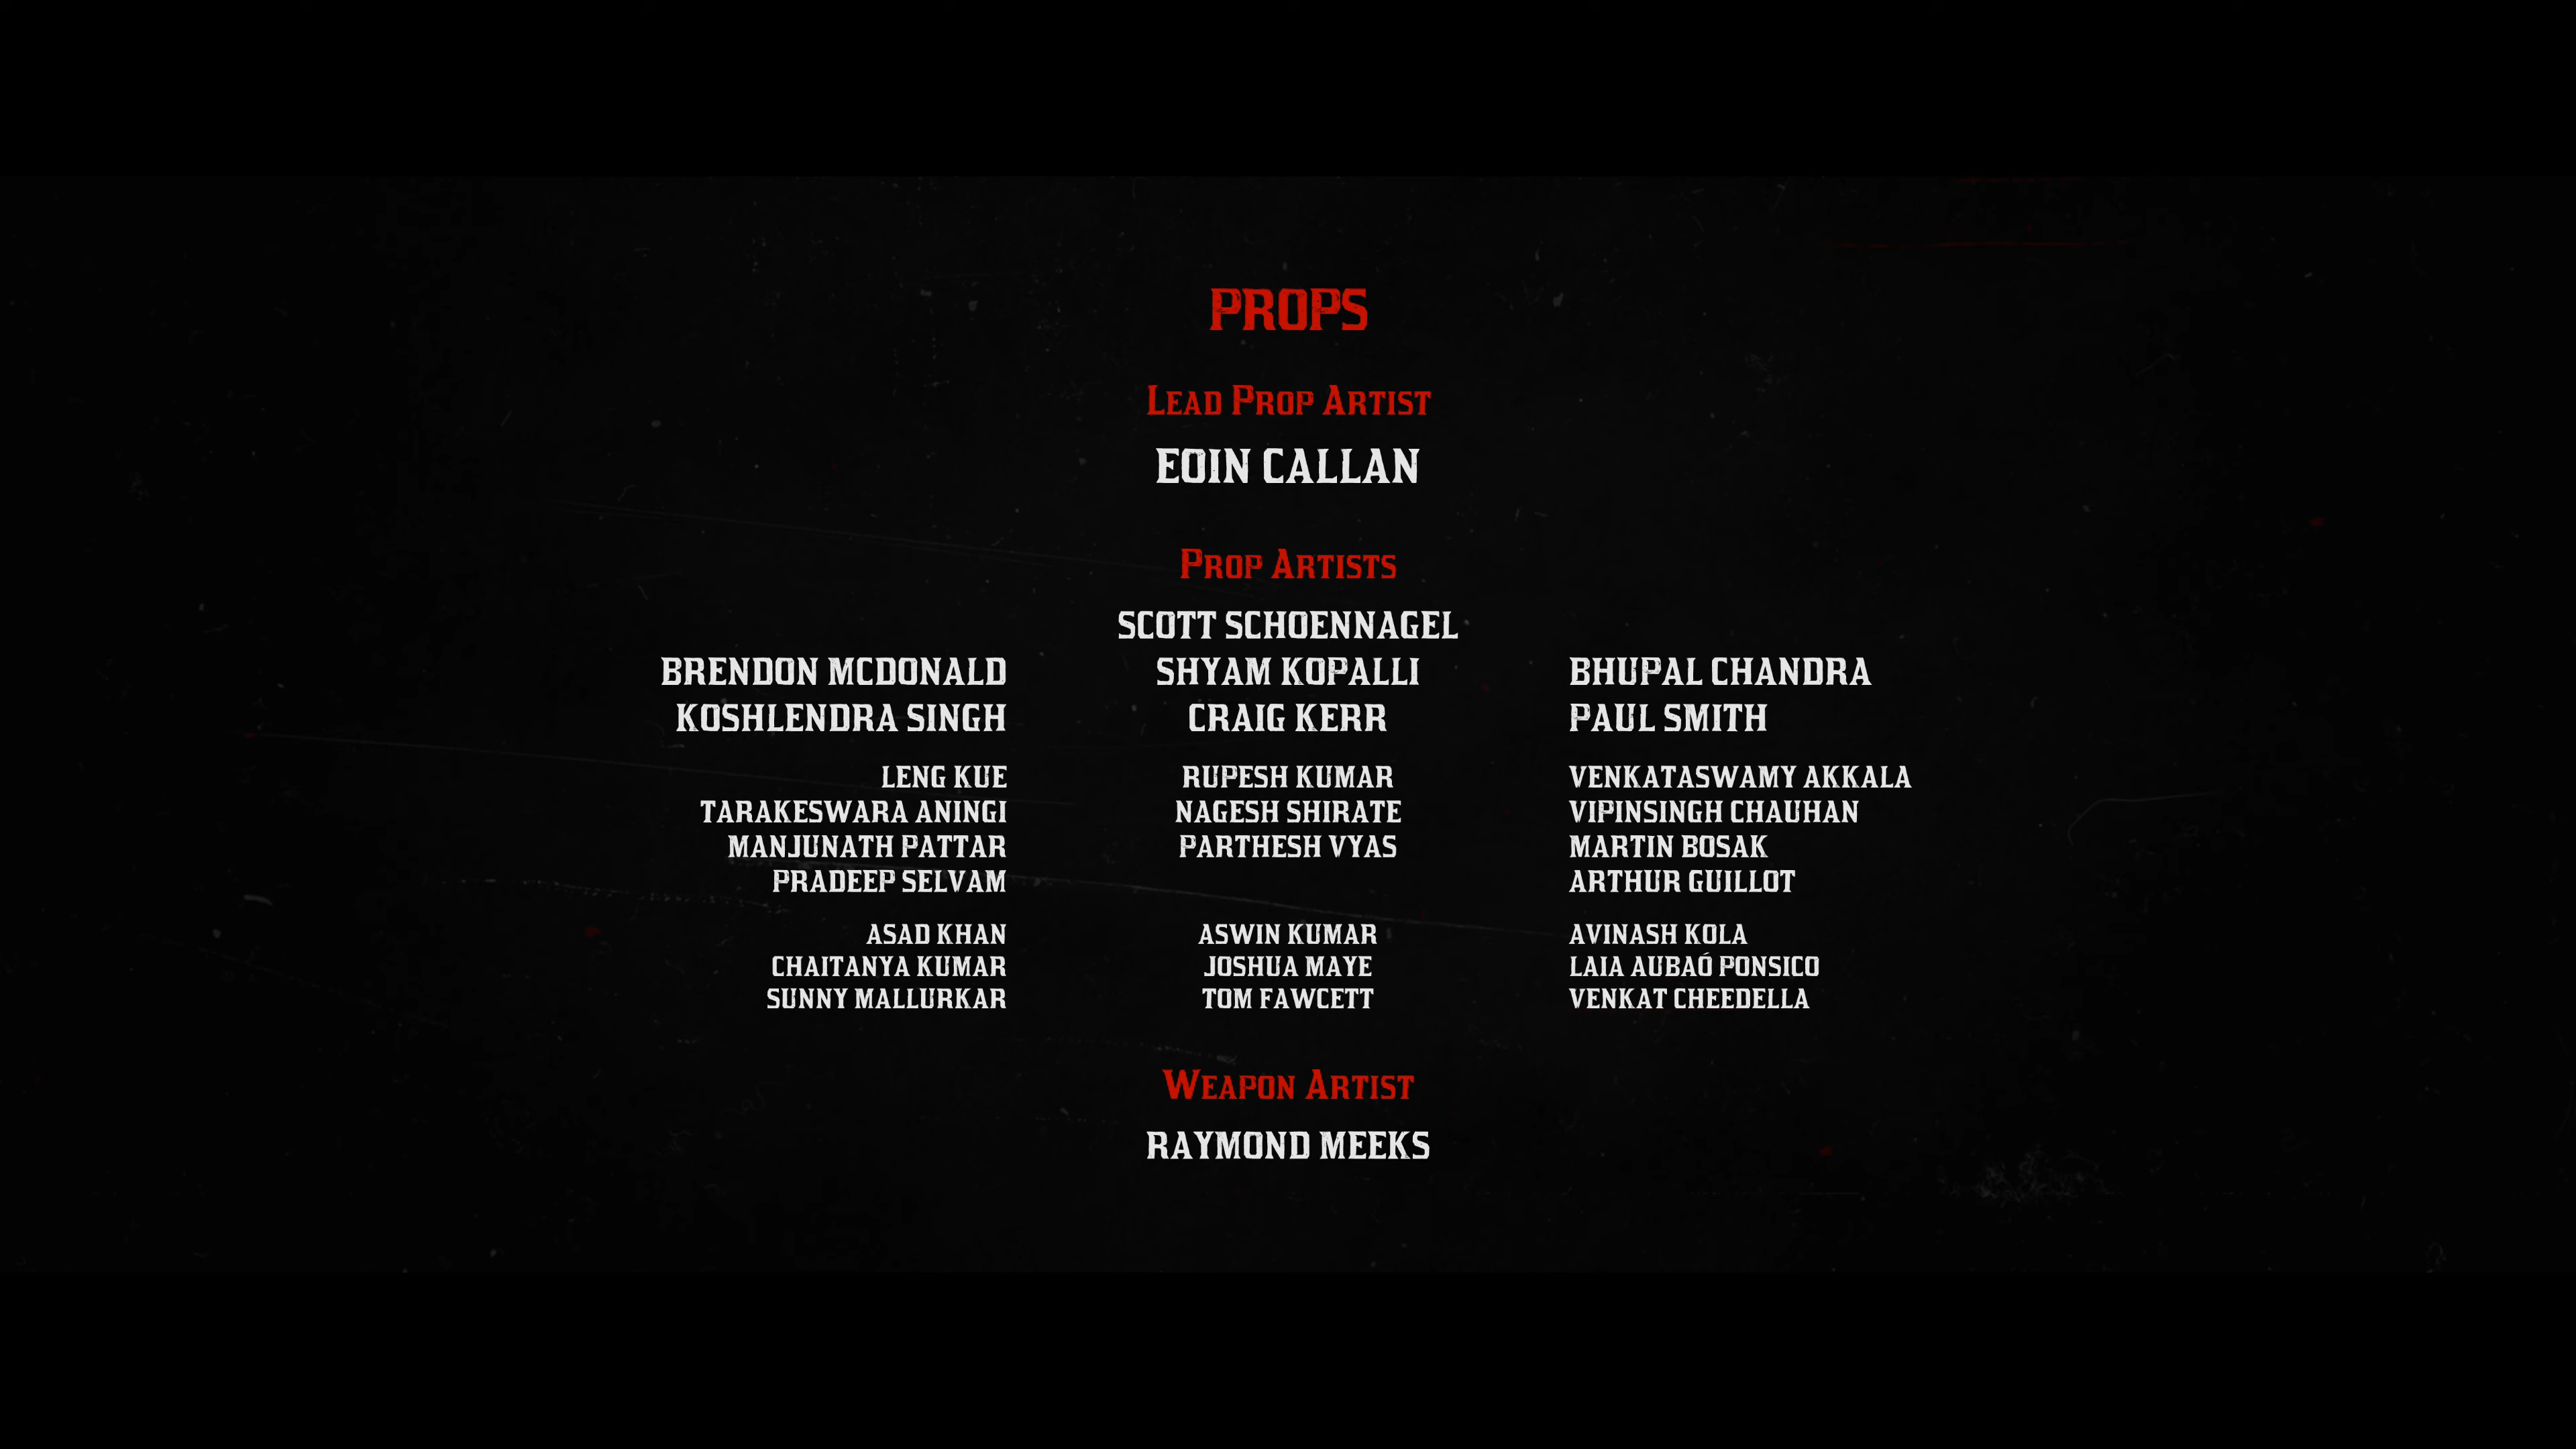 PROPS
LEAD PROP ARTIST
EOIN CALLAN
PROP ARTISTS
SCOTT SCHOENNAGEL
BRENDON MCDONALD SHYAM KOPALLI BHUPAL CHANDRA
KOSHLENDRA SINGH CRAIG KERR PAUL SMITH
LENG KUE RUPESH KUMAR VENKATASWAMY AKKALA
TARAKESWARA ANINGI NAGESH SHIRATE VIPINSINGH CHAUHAN
MANJUNATH PATTAR PARTHESH VYAS MARTIN BOSAK
PRADEEP SELVAM ARTHUR GUILLOT
ASAD KHAN ASWIN KUMAR AVINASH KOLA
CHAITANYA KUMAR JOSHUA MAYE LAIA AUBAÓ PONSICO
SUNNY MALLURKAR TOM FAWCETT VENKAT CHEEDELLA
WEAPON ARTIST
RAYMOND MEEKS